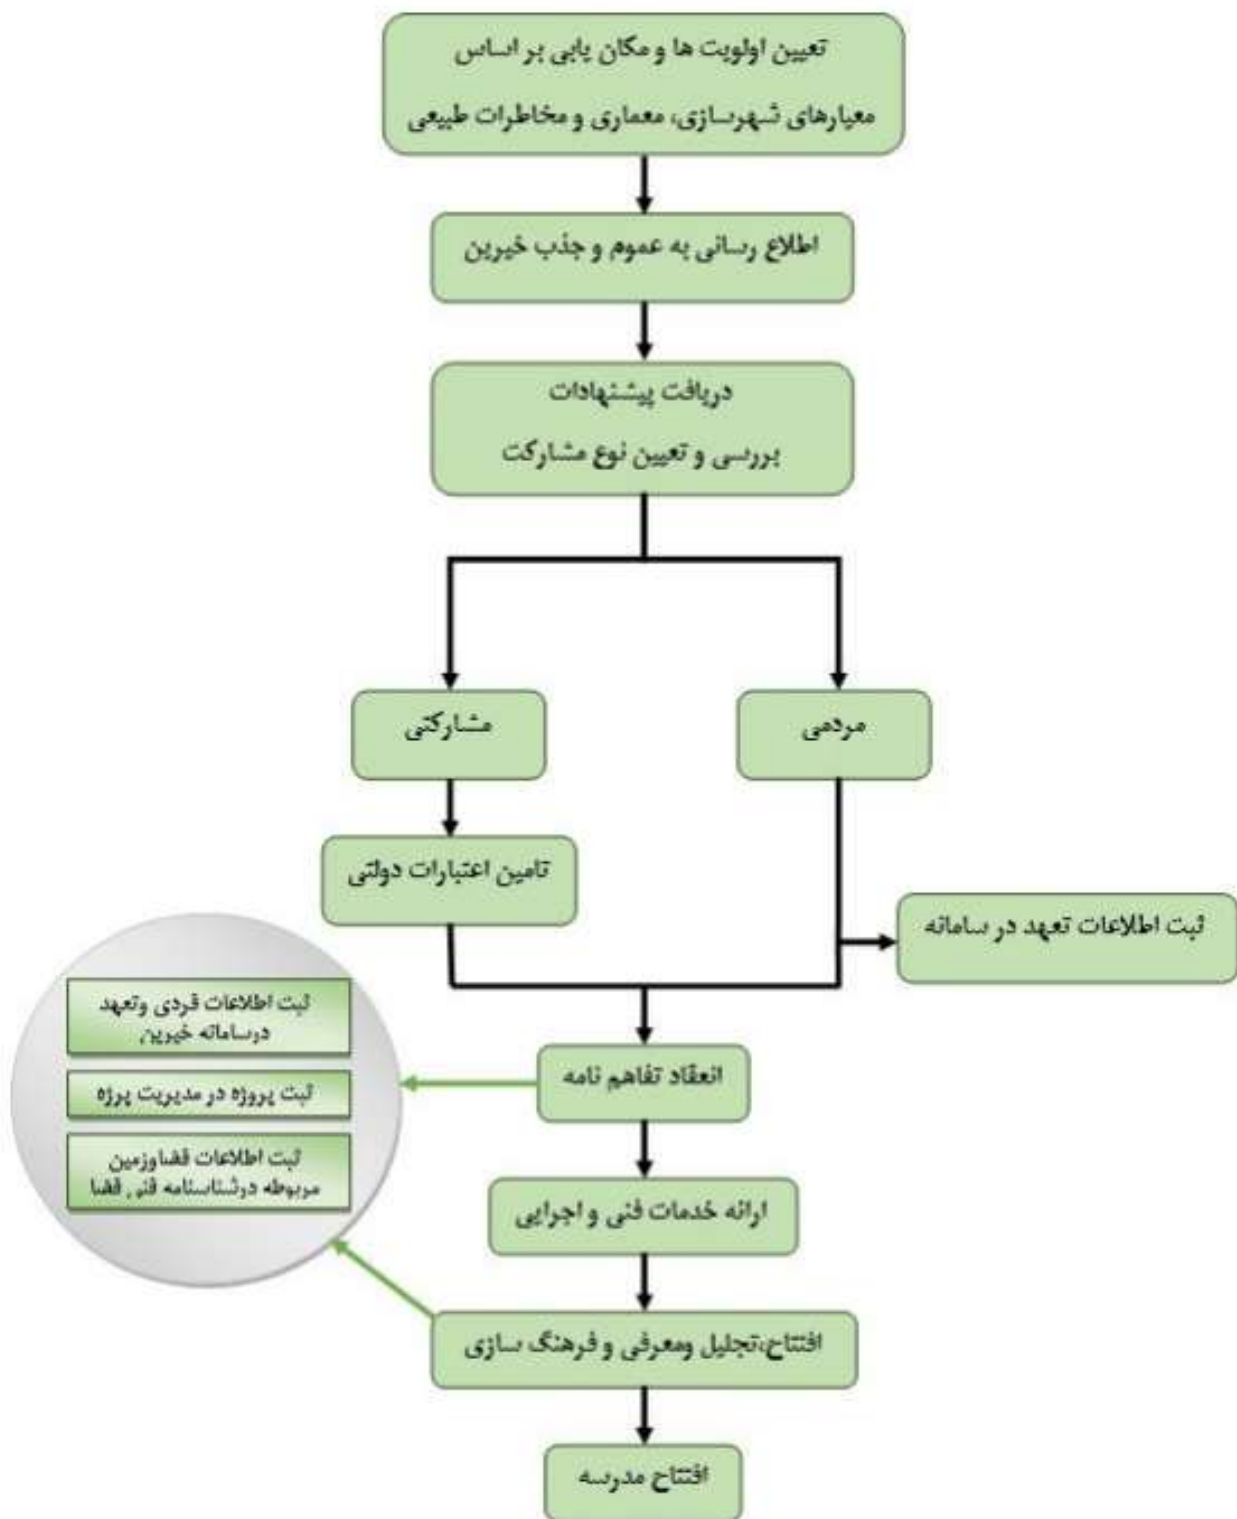 تعیین اولویت ها و مکان یابی بر اساس
معیارهای شهرسازی، معماری و مخاطرات طبیعی
اطلاع رسانی به عموم و جذب خیرین
دریافت پیشنهادات
بررسی و تعیین نوع مشارکت
مردمی
مشارکتی
تامین اعتبارات دولتی
ثبت اطلاعات تعهد در سامانه
انعقاد تفاهم نامه
ثبت اطلاعات فردی وتعهد
درسامانه خیرین
ثبت پروژه در مدیریت پرژه
ثبت اطلاعات فضاوزمین
مربوطه درشناسنامه فنی فضا
ارائه خدمات فنی و اجرایی
افتتاح،تجلیل ومعرفی و فرهنگ سازی
افتتاح مدرسه